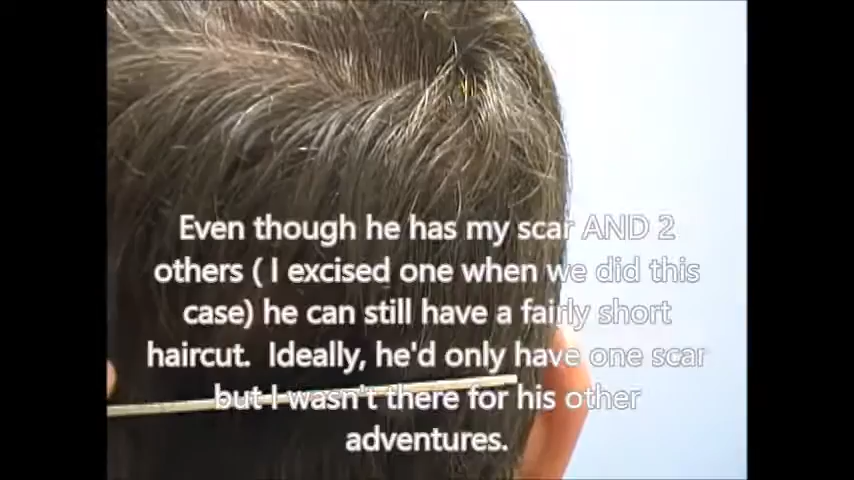 Even though he has my scar AND 2
others ( I excised one when we did this
case) he can still have a fairly short
haircut.  Ideally, he'd only have one scar
but I wasn't there for his other
adventures.